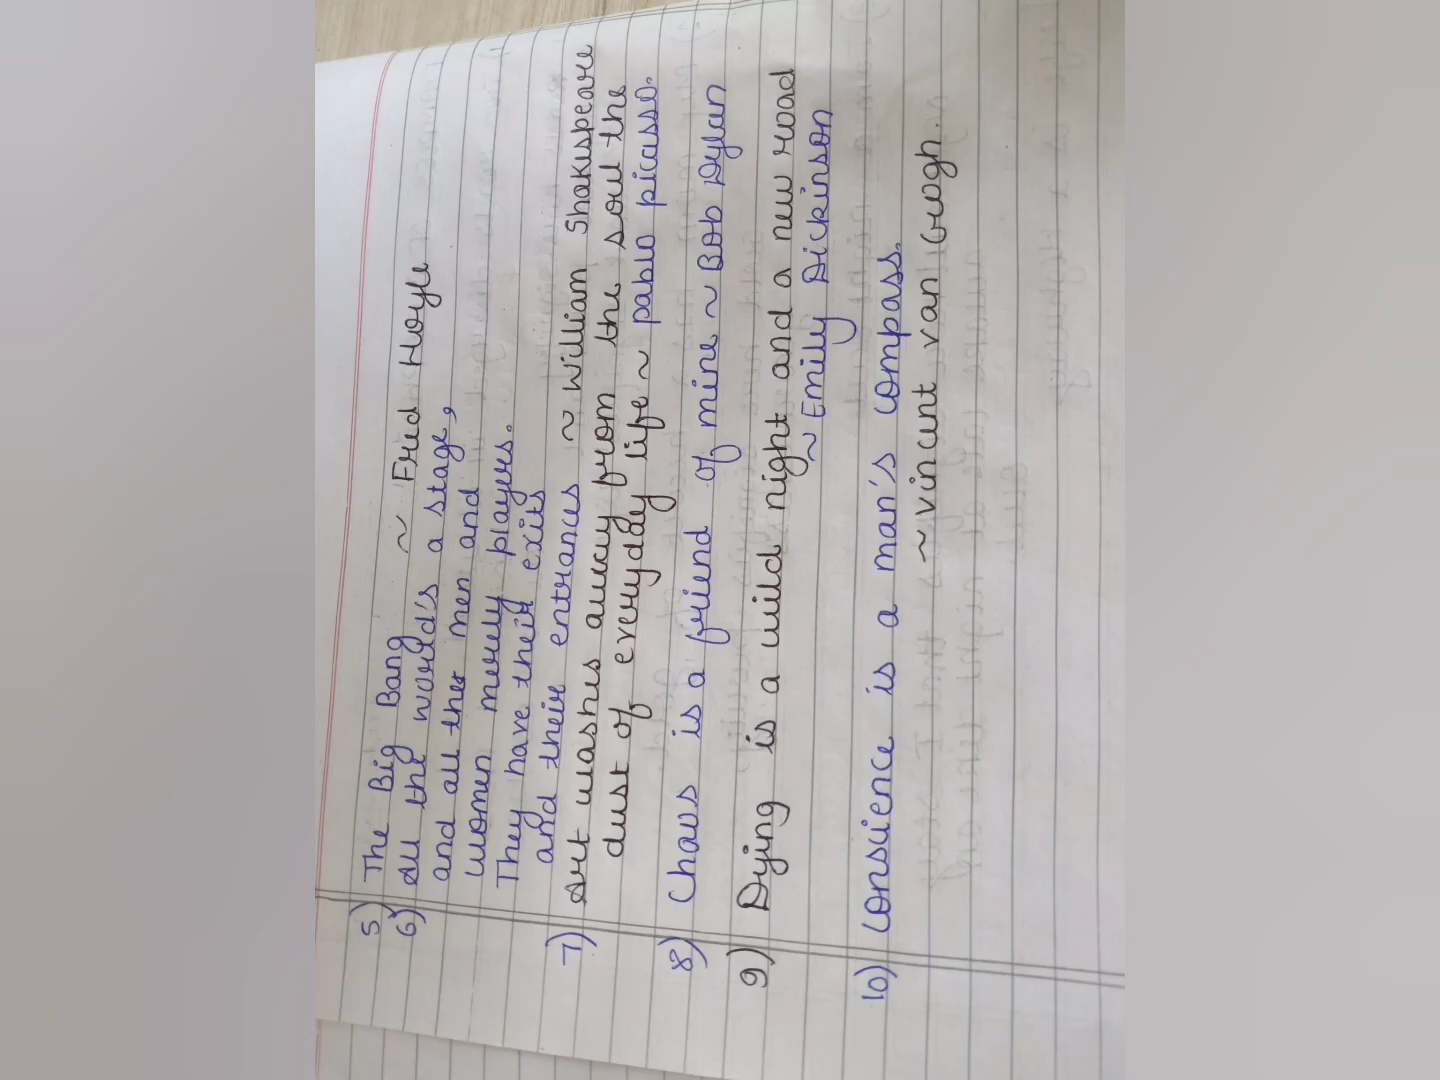 5) The Big Bang ~ Fred Hoyle
6) All the world's a stage,
and all the men and
women merely players.
They have their exits
and their entrances ~ William Shakespeare
7) Art washes away from the soul the
dust of everyday life ~ pablo picasso.
8) Chaos is a friend of mine ~ Bob Dylan
9) Dying is a wild night and a new road
~ Emily Dickinson
10) Consience is a man's compass.
~ vincent van Gogh.